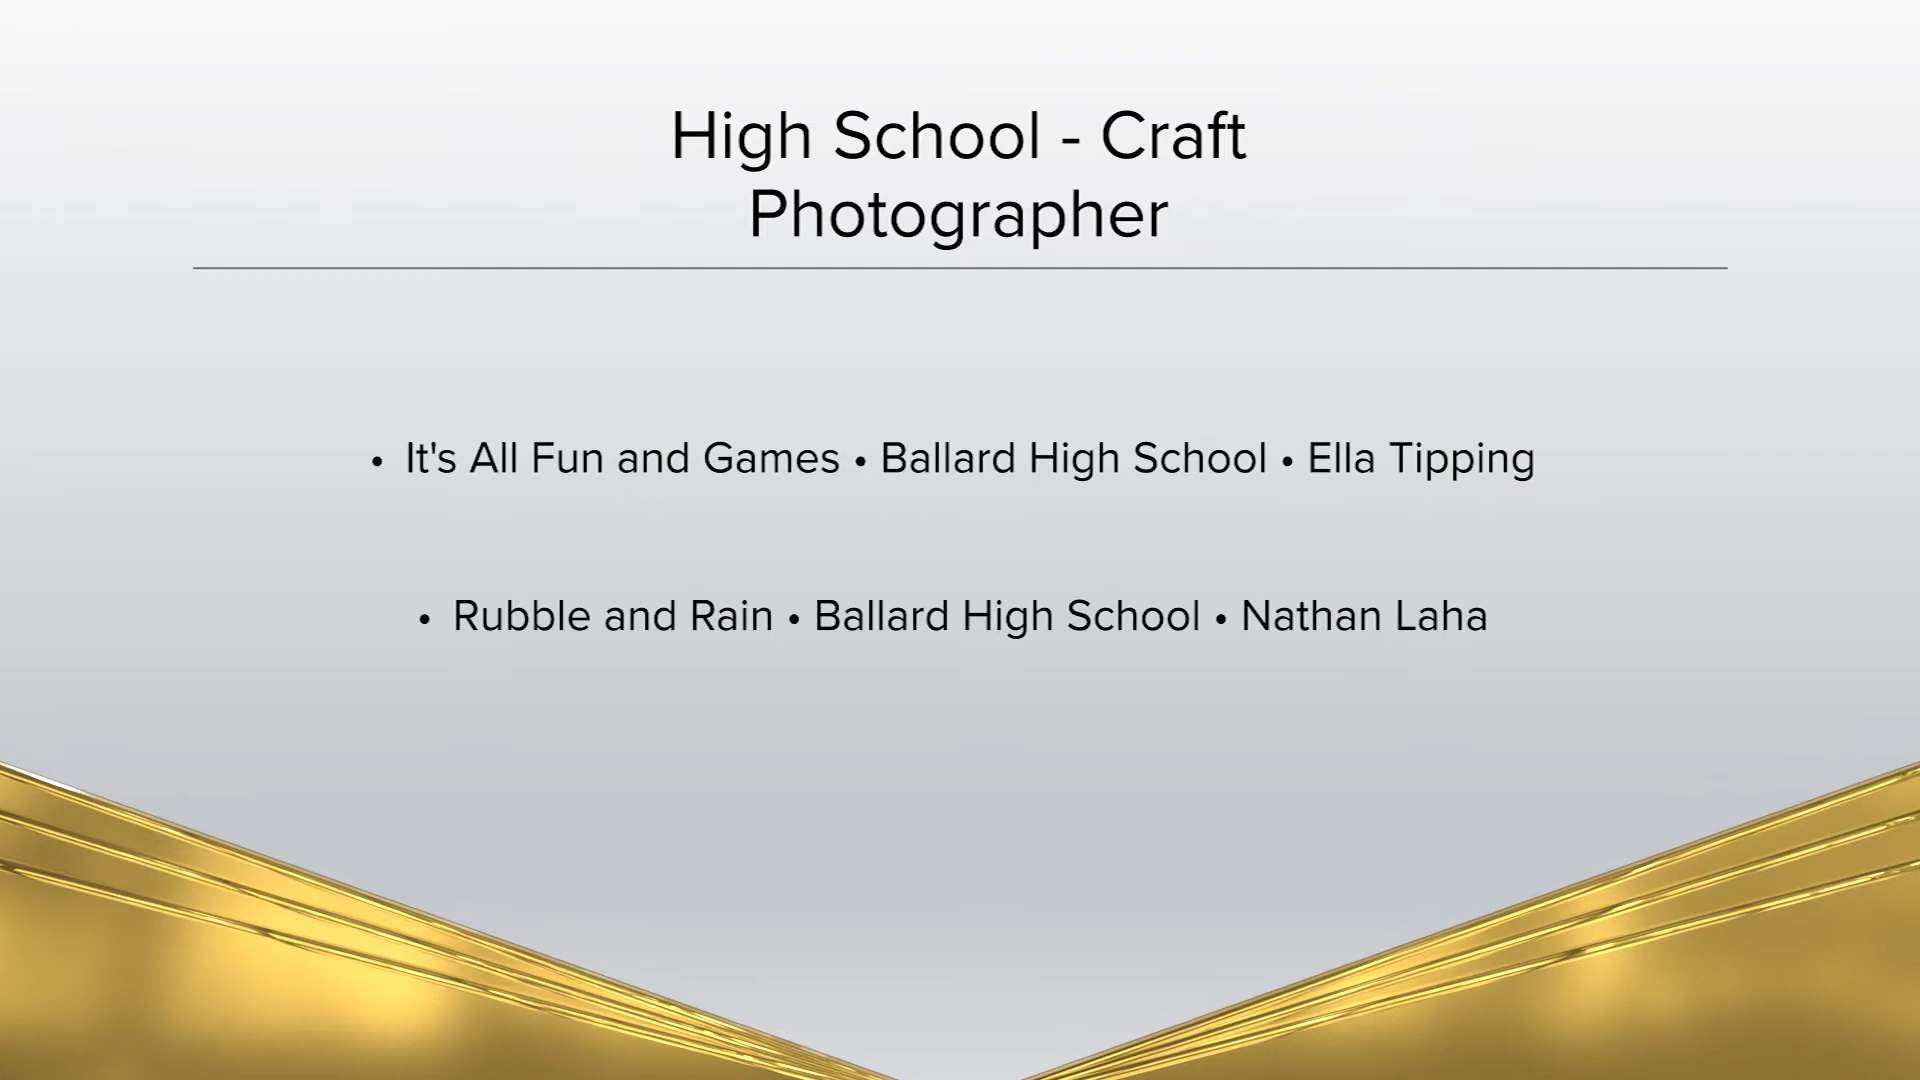 High School - Craft
Photographer
• It's All Fun and Games • Ballard High School • Ella Tipping
• Rubble and Rain • Ballard High School • Nathan Laha